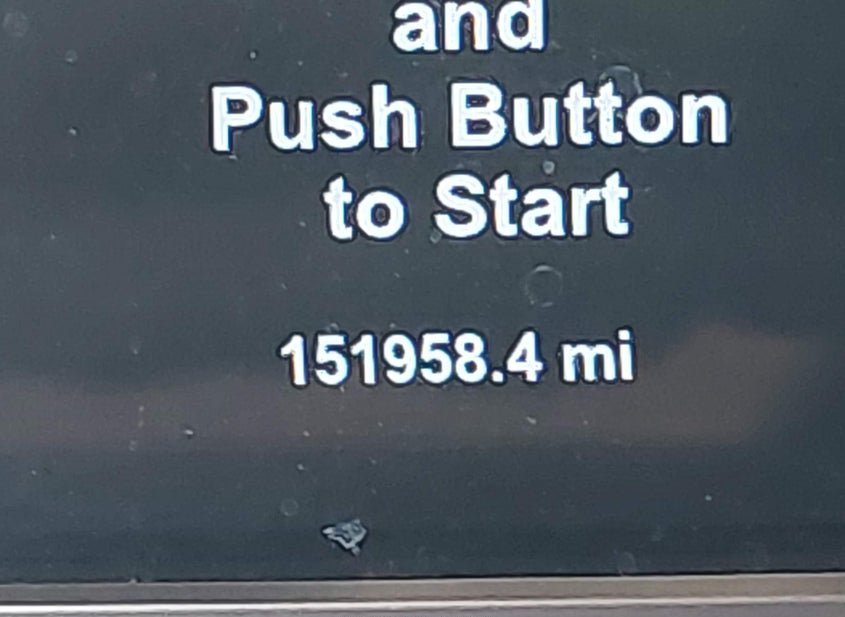 and
Push Button
to Start
151958.4 mi